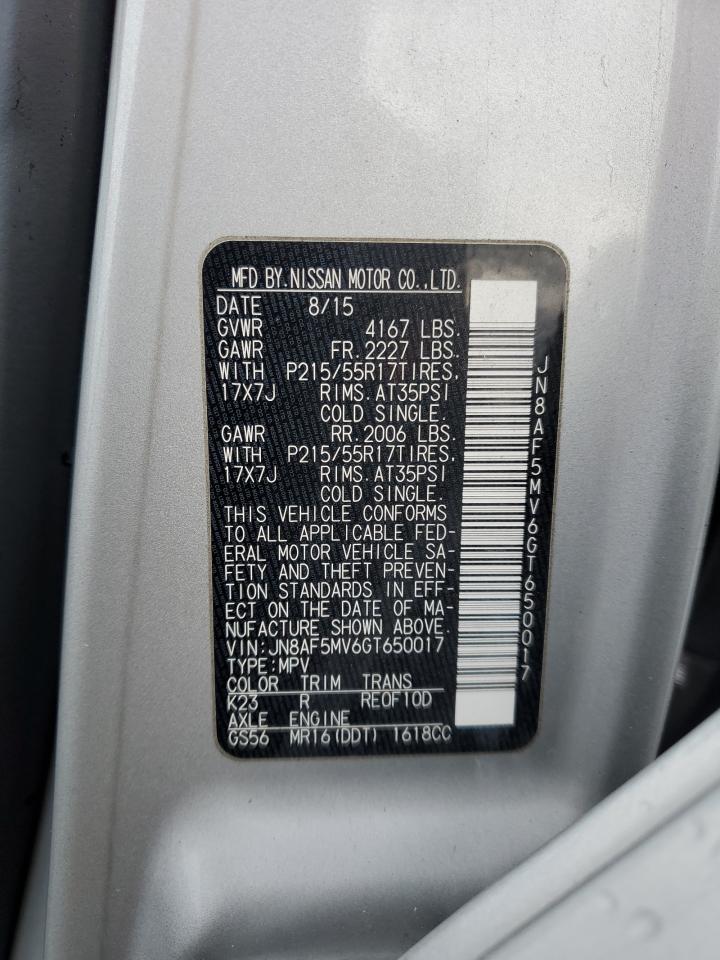 MFD BY.NISSAN MOTOR CO.,LTD.
DATE 8/15
GVWR 4167 LBS.
GAWR FR.2227 LBS.
WITH P215/55R17TIRES,
17X7J RIMS.AT35PSI
COLD SINGLE.
GAWR RR.2006 LBS.
WITH P215/55R17TIRES,
17X7J RIMS.AT35PSI
COLD SINGLE.
THIS VEHICLE CONFORMS
TO ALL APPLICABLE FED-
ERAL MOTOR VEHICLE SA-
FETY AND THEFT PREVEN-
TION STANDARDS IN EFF-
ECT ON THE DATE OF MA-
NUFACTURE SHOWN ABOVE.
VIN:JN8AF5MV6GT650017
TYPE:MPV
COLOR TRIM TRANS
K23 R RE0F10D
AXLE ENGINE
GS56 MR16(DDT) 1618CC
JN8AF5MV6GT650017